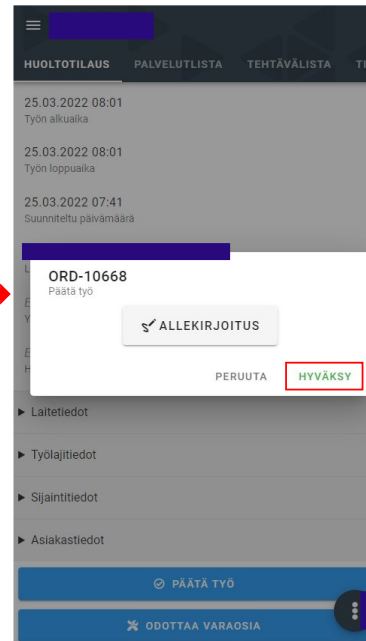 HUOLTOTILAUS PALVELUTLISTA TEHTÄVÄLISTA
25.03.2022 08:01
Työn alkuaika
25.03.2022 08:01
Työn loppuaika
25.03.2022 07:41
Suunniteltu päivämäärä
ORD-10668
Päätä työ
ALLEKIRJOITUS
PERUUTA HYVÄKSY
Laitetiedot
Työlajitiedot
Sijaintitiedot
Asiakastiedot
PÄÄTÄ TYÖ
ODOTTAA VARAOSIA